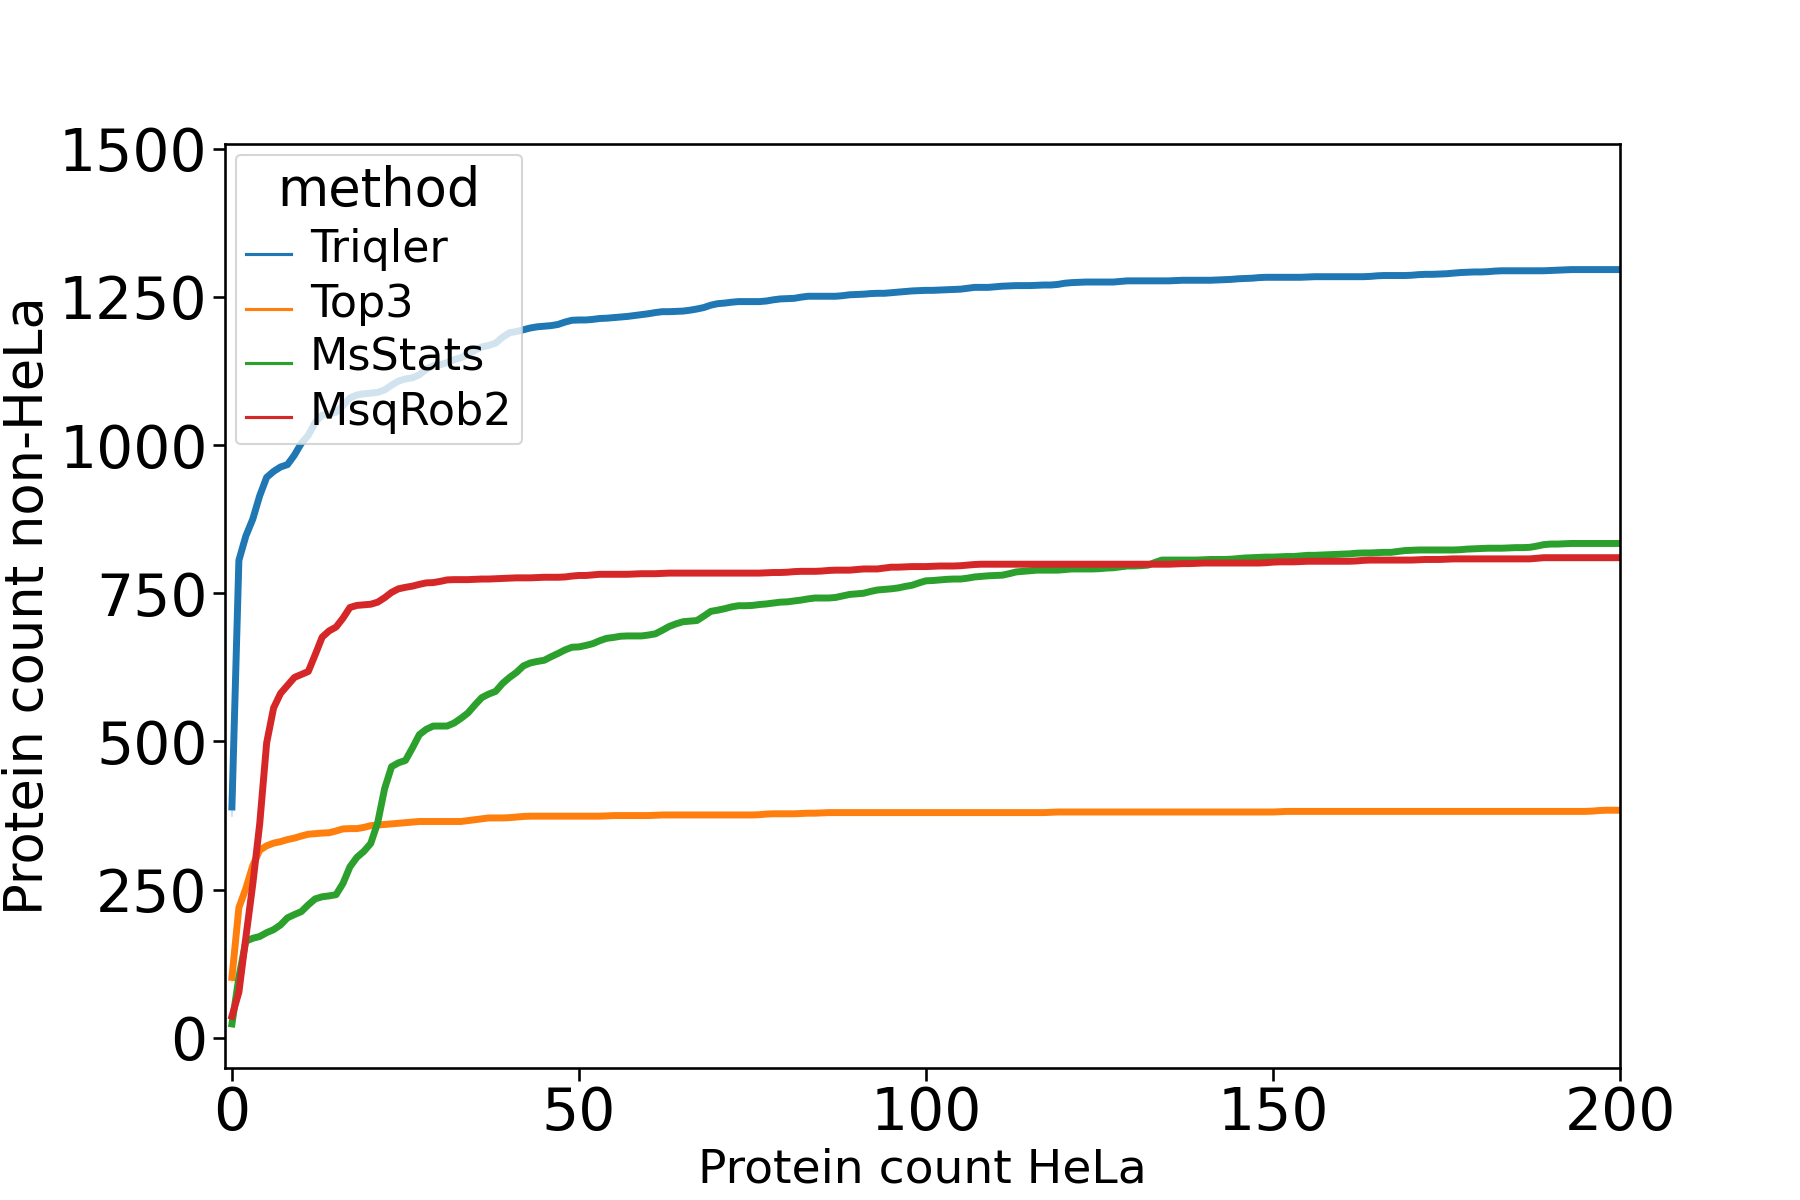 1500
1250
1000
750
500
250
0
Protein count non-HeLa
method
Triqler
Top3
MsStats
MsqRob2
0 50 100 150 200
Protein count HeLa